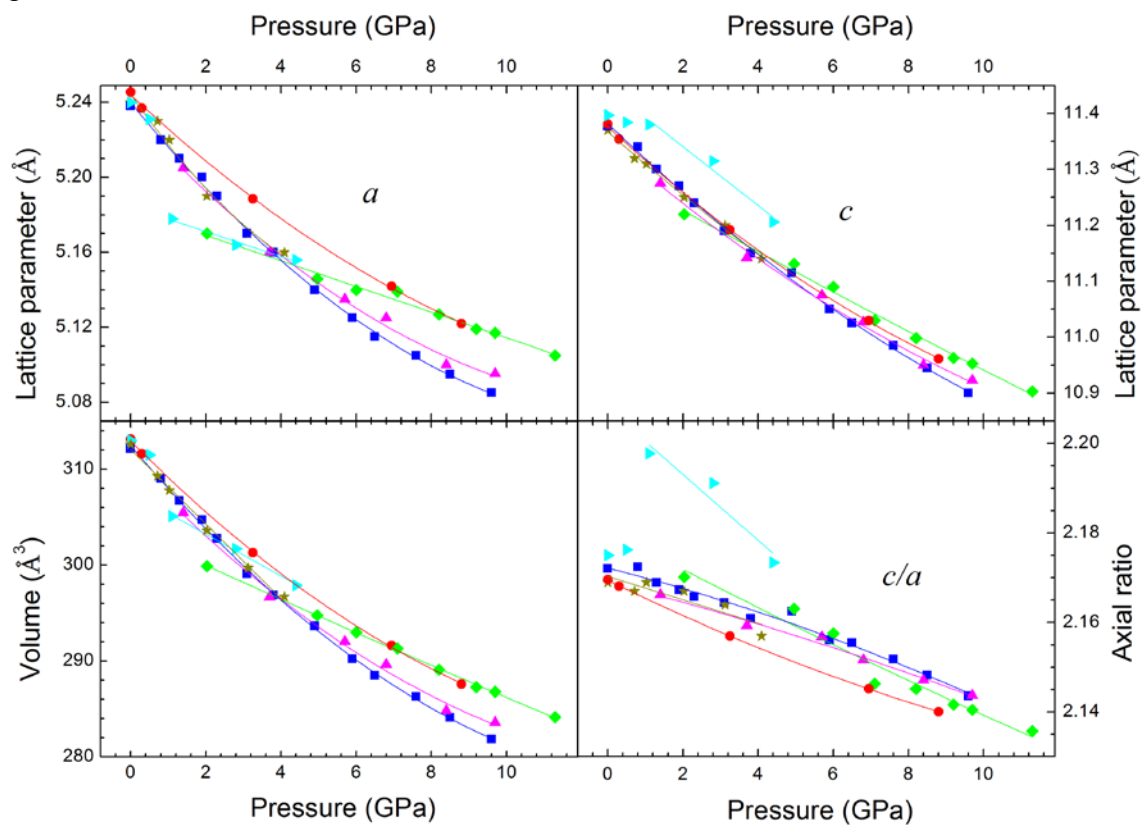 Pressure (GPa) Pressure (GPa)
0 2 4 6 8 10 0 2 4 6 8 10
Lattice parameter (Å)
5.24
5.20
5.16
5.12
5.08
a
c
11.4
11.3
11.2
11.1
11.0
10.9
Lattice parameter (Å)
Volume (Å³)
310
300
290
280
c/a
2.20
2.18
2.16
2.14
Axial ratio
0 2 4 6 8 10 0 2 4 6 8 10
Pressure (GPa) Pressure (GPa)